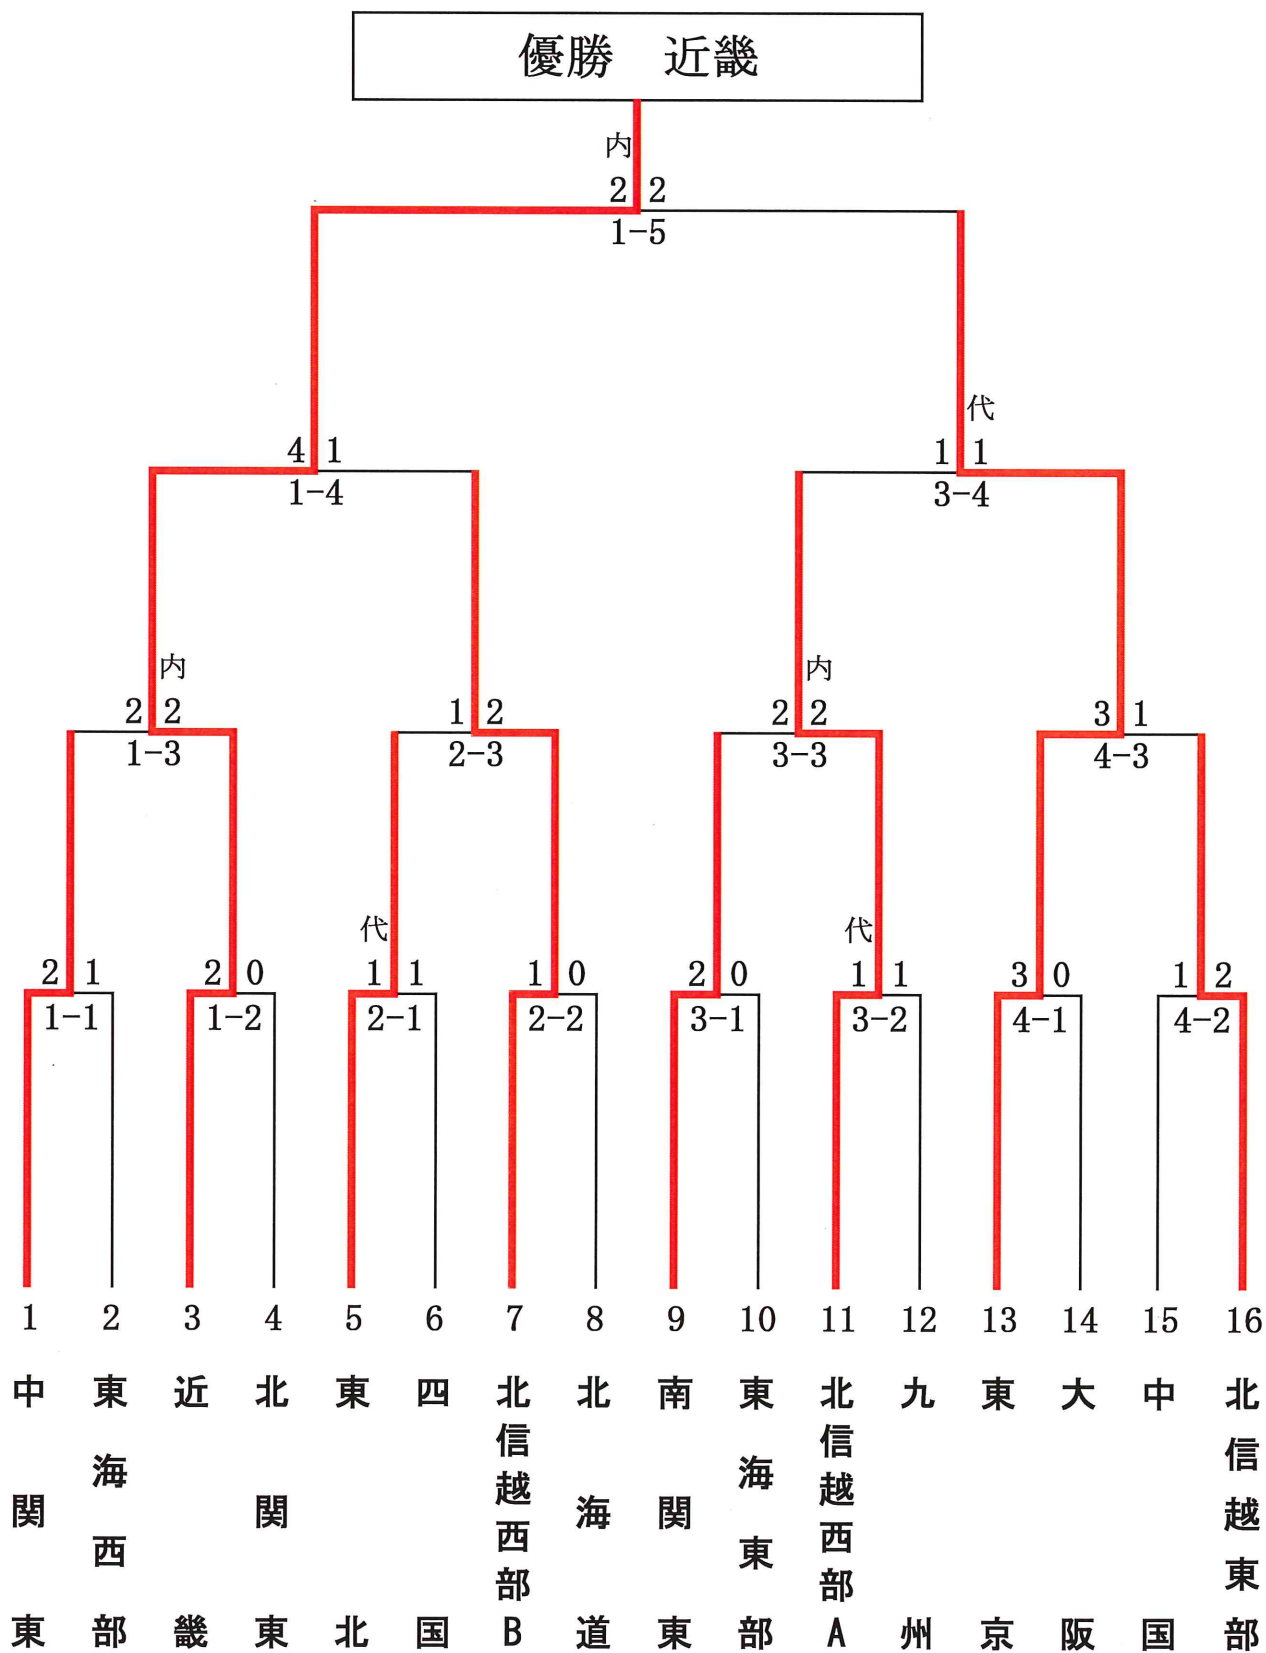 優勝　近畿
内
2 2
1-5
代
4 1
1 1
1-4
3-4
内
内
2 2
1 2
2 2
3 1
1-3
2-3
3-3
4-3
代
代
2 1
2 0
1 1
1 0
2 0
1 1
3 0
1 2
1-1
1-2
2-1
2-2
3-1
3-2
4-1
4-2
1 2 3 4 5 6 7 8 9 10 11 12 13 14 15 16
中関東
東海西部
近畿
北関東
東北
四国
北信越西部B
北海道
南関東
東海東部
北信越西部A
九州
東京
大阪
中国
北信越東部